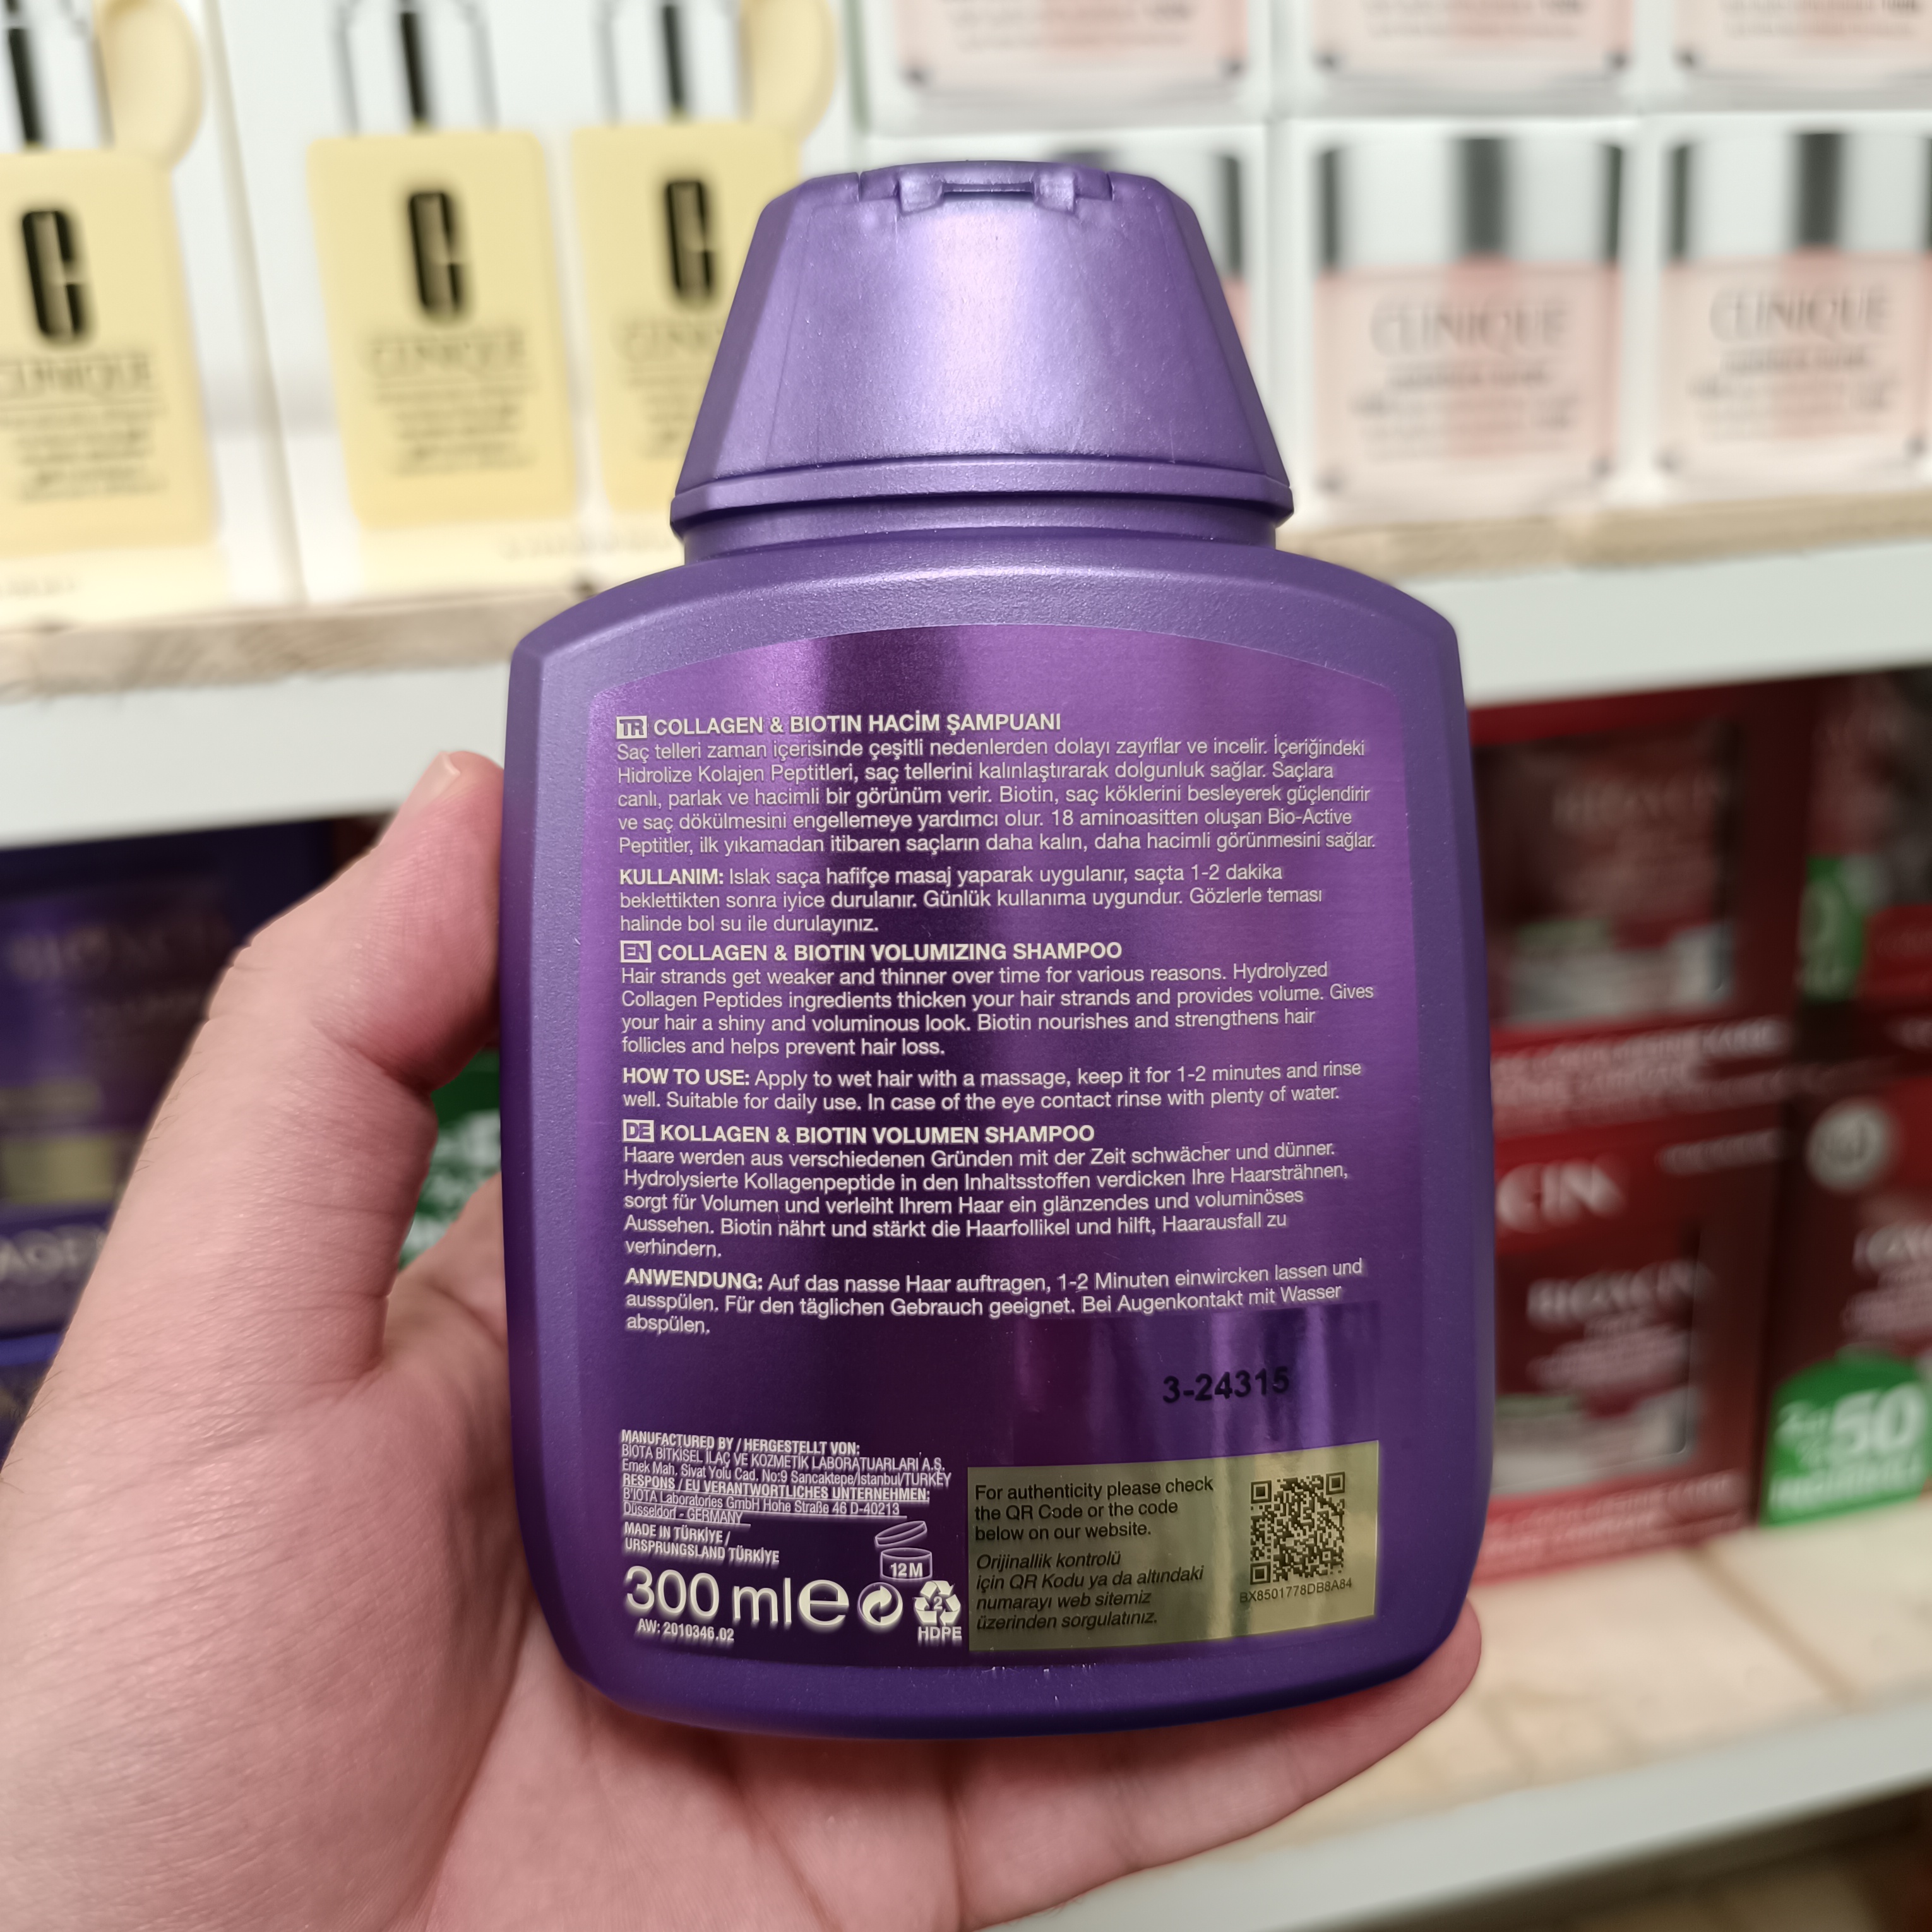 CLINIQUE
CLINIQUE
CLINIQUE
CLINIQUE
CLINIQUE
TR COLLAGEN & BIOTIN HACİM ŞAMPUANI
Saç telleri zaman içerisinde çeşitli nedenlerden dolayı zayıflar ve incelir. İçeriğindeki
Hidrolize Kolajen Peptitleri, saç tellerini kalınlaştırarak dolgunluk sağlar. Saçlara
canlı, parlak ve hacimli bir görünüm verir. Biotin, saç köklerini besleyerek güçlendirir
ve saç dökülmesini engellemeye yardımcı olur. 18 aminoasitten oluşan Bio-Active
Peptitler, ilk yıkamadan itibaren saçların daha kalın, daha hacimli görünmesini sağlar.
KULLANIM: Islak saça hafifçe masaj yaparak uygulanır, saçta 1-2 dakika
beklettikten sonra iyice durulanır. Günlük kullanıma uygundur. Gözlerle teması
halinde bol su ile durulayınız.
EN COLLAGEN & BIOTIN VOLUMIZING SHAMPOO
Hair strands get weaker and thinner over time for various reasons. Hydrolyzed
Collagen Peptides ingredients thicken your hair strands and provides volume. Gives
your hair a shiny and voluminous look. Biotin nourishes and strengthens hair
follicles and helps prevent hair loss.
HOW TO USE: Apply to wet hair with a massage, keep it for 1-2 minutes and rinse
well. Suitable for daily use. In case of the eye contact rinse with plenty of water.
DE KOLLAGEN & BIOTIN VOLUMEN SHAMPOO
Haare werden aus verschiedenen Gründen mit der Zeit schwächer und dünner.
Hydrolysierte Kollagenpeptide in den Inhaltsstoffen verdicken Ihre Haarsträhnen,
sorgt für Volumen und verleiht Ihrem Haar ein glänzendes und voluminöses
Aussehen. Biotin nährt und stärkt die Haarfollikel und hilft, Haarausfall zu
verhindern.
ANWENDUNG: Auf das nasse Haar auftragen, 1-2 Minuten einwircken lassen und
ausspülen. Für den täglichen Gebrauch geeignet. Bei Augenkontakt mit Wasser
abspülen.
3-24315
MANUFACTURED BY / HERGESTELLT VON:
BİOTA BİTKİSEL İLAÇ VE KOZMETİK LABORATUARLARI A.Ş.
Emek Mah. Sivat Yolu Cad. No:9 Sancaktepe/İstanbul/TURKEY
RESPONS / EU VERANTWORTLICHES UNTERNEHMEN:
B'IOTA Laboratories GmbH Hohe Straße 46 D-40213
Düsseldorf - GERMANY
MADE IN TÜRKİYE /
URSPRUNGSLAND TÜRKİYE
12M
300 ml e
2
HDPE
AW: 2010346.02
For authenticity please check
the QR Code or the code
below on our website.
Orijinallik kontrolü
için QR Kodu ya da altındaki
numarayı web sitemiz
üzerinden sorgulatınız.
BX8501778DB8A84